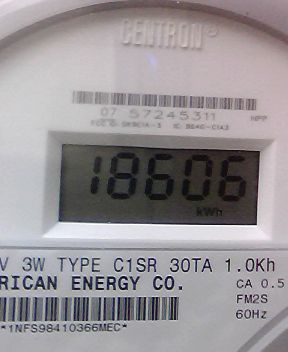 CENTRON®
07 57245311 NPP
18606
kWh
V 3W TYPE C1SR 30TA 1.0Kh
RICAN ENERGY CO. CA 0.5
FM2S
60Hz
*1NFS98410366MEC*